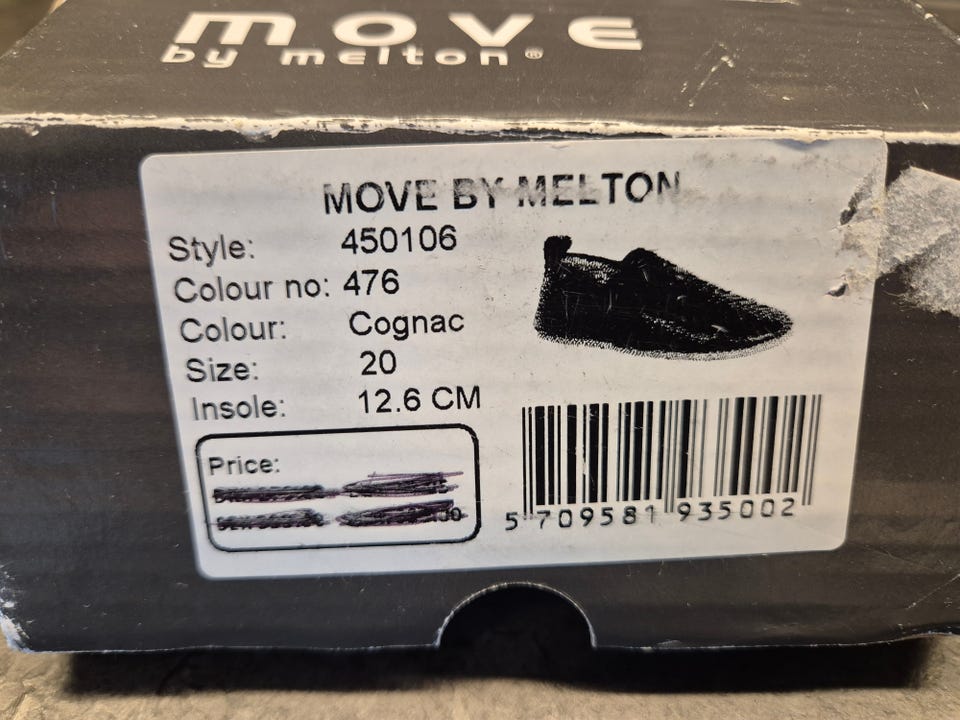 move
by melton®
MOVE BY MELTON
Style: 450106
Colour no: 476
Colour: Cognac
Size: 20
Insole: 12.6 CM
Price:
5 709581 935002